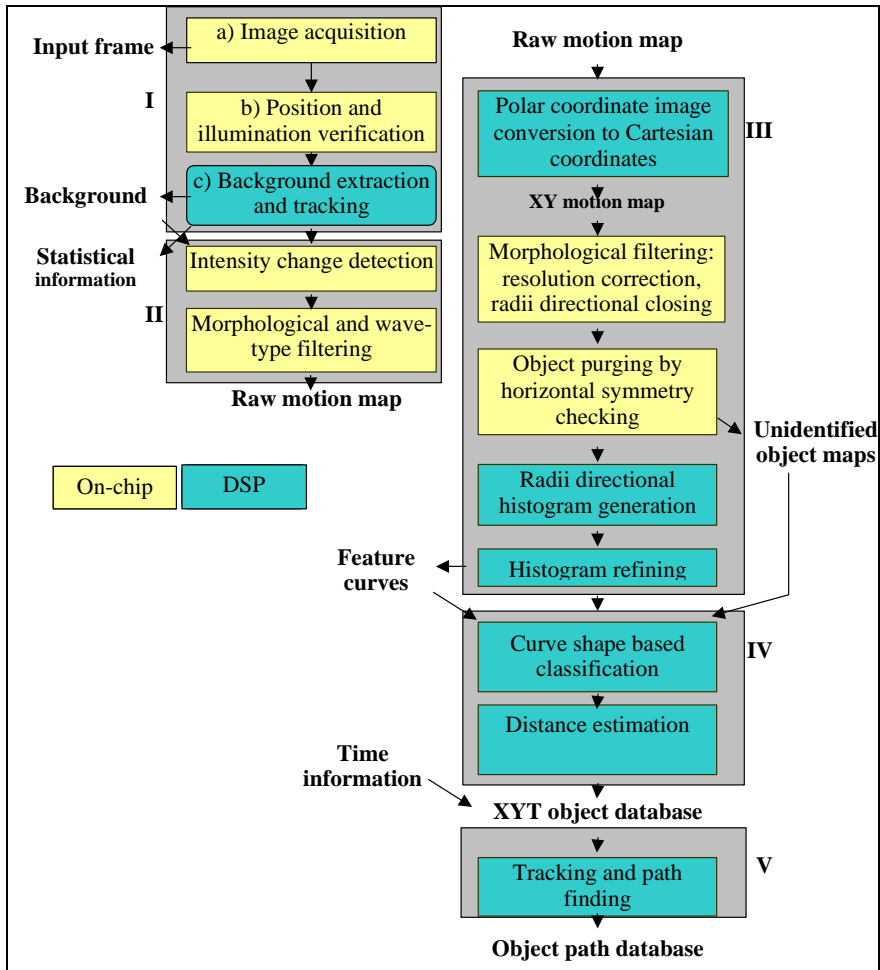 a) Image acquisition
Input frame
I
b) Position and
illumination verification
c) Background extraction
and tracking
Background
Statistical
information
Intensity change detection
II
Morphological and wave-
type filtering
Raw motion map
On-chip
DSP
Raw motion map
Polar coordinate image
conversion to Cartesian
coordinates
III
XY motion map
Morphological filtering:
resolution correction,
radii directional closing
Object purging by
horizontal symmetry
checking
Unidentified
object maps
Radii directional
histogram generation
Feature
curves
Histogram refining
Curve shape based
classification
IV
Distance estimation
Time
information
XYT object database
V
Tracking and path
finding
Object path database